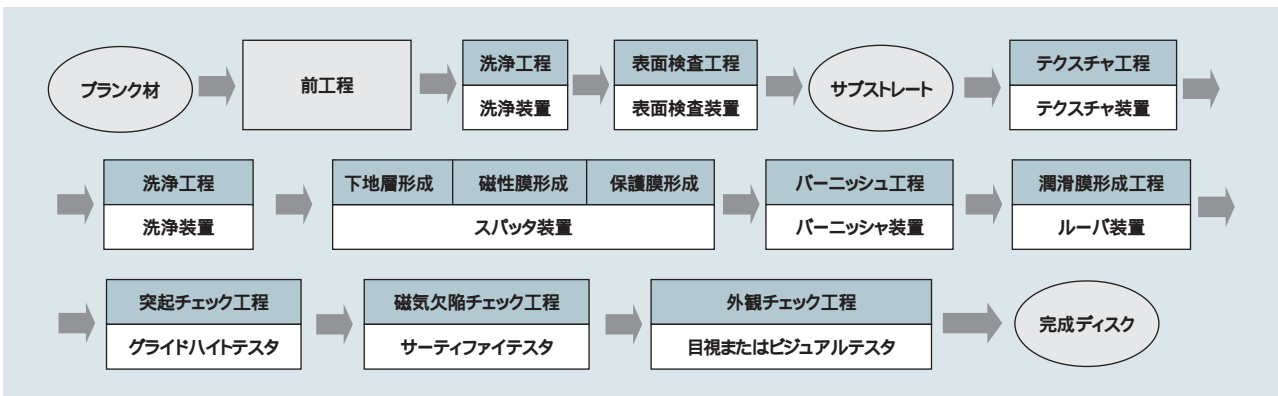 ブランク材
前工程
洗浄工程
洗浄装置
表面検査工程
表面検査装置
サブストレート
テクスチャ工程
テクスチャ装置
洗浄工程
洗浄装置
下地層形成 磁性膜形成 保護膜形成
スパッタ装置
バーニッシュ工程
バーニッシャ装置
潤滑膜形成工程
ルーバ装置
突起チェック工程
グライドハイトテスタ
磁気欠陥チェック工程
サーティファイテスタ
外観チェック工程
目視またはビジュアルテスタ
完成ディスク